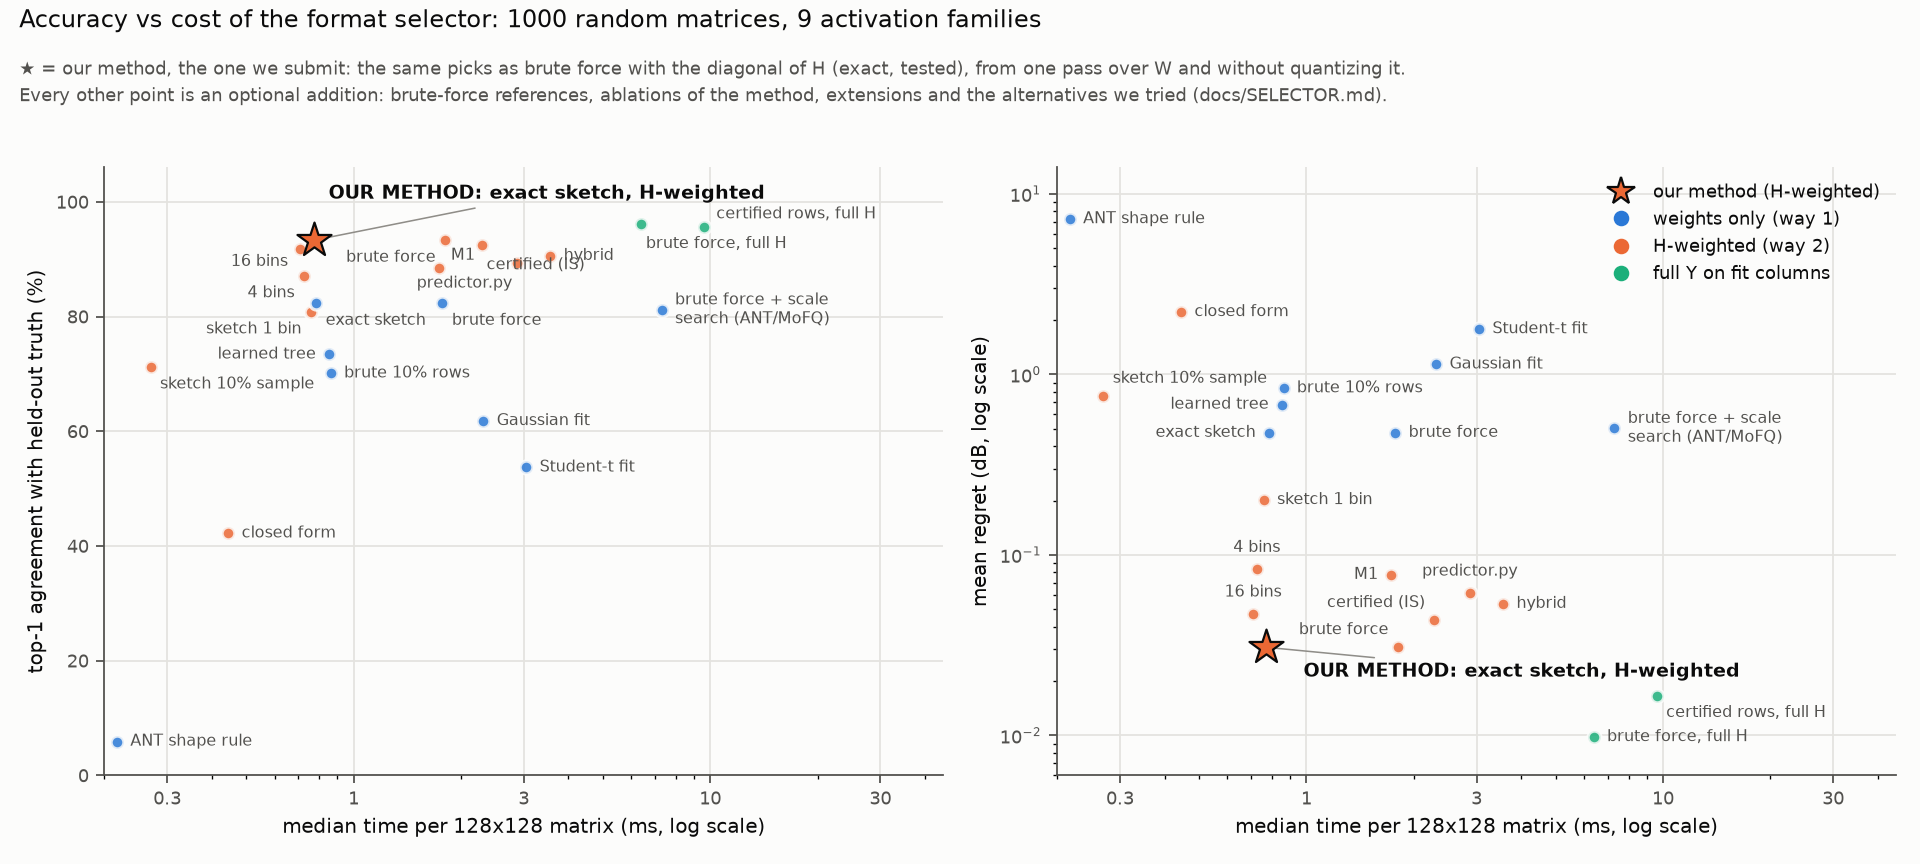 Accuracy vs cost of the format selector: 1000 random matrices, 9 activation families
★ = our method, the one we submit: the same picks as brute force with the diagonal of H (exact, tested), from one pass over W and without quantizing it.
Every other point is an optional addition: brute-force references, ablations of the method, extensions and the alternatives we tried (docs/SELECTOR.md).
top-1 agreement with held-out truth (%)
100
80
60
40
20
0
OUR METHOD: exact sketch, H-weighted
certified rows, full H
brute force, full H
16 bins
brute force
M1
hybrid
certified (IS)
predictor.py
4 bins
brute force + scale
search (ANT/MoFQ)
sketch 1 bin
exact sketch
brute force
learned tree
brute 10% rows
sketch 10% sample
Gaussian fit
Student-t fit
closed form
ANT shape rule
0.3
1
3
10
30
median time per 128x128 matrix (ms, log scale)
mean regret (dB, log scale)
10¹
10⁰
10⁻¹
10⁻²
our method (H-weighted)
weights only (way 1)
H-weighted (way 2)
full Y on fit columns
ANT shape rule
closed form
Student-t fit
Gaussian fit
sketch 10% sample
brute 10% rows
learned tree
exact sketch
brute force
brute force + scale
search (ANT/MoFQ)
sketch 1 bin
4 bins
M1
predictor.py
16 bins
certified (IS)
hybrid
brute force
OUR METHOD: exact sketch, H-weighted
certified rows, full H
brute force, full H
0.3
1
3
10
30
median time per 128x128 matrix (ms, log scale)